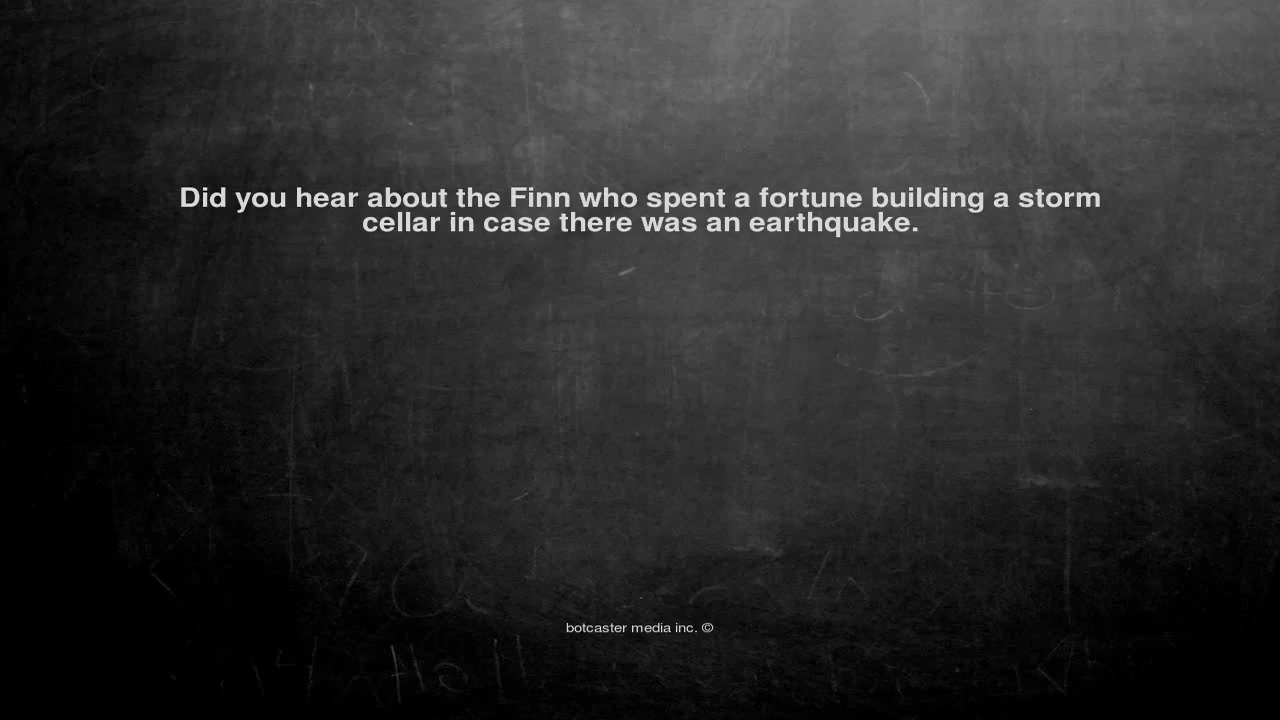 Did you hear about the Finn who spent a fortune building a storm
cellar in case there was an earthquake.
botcaster media inc. ©